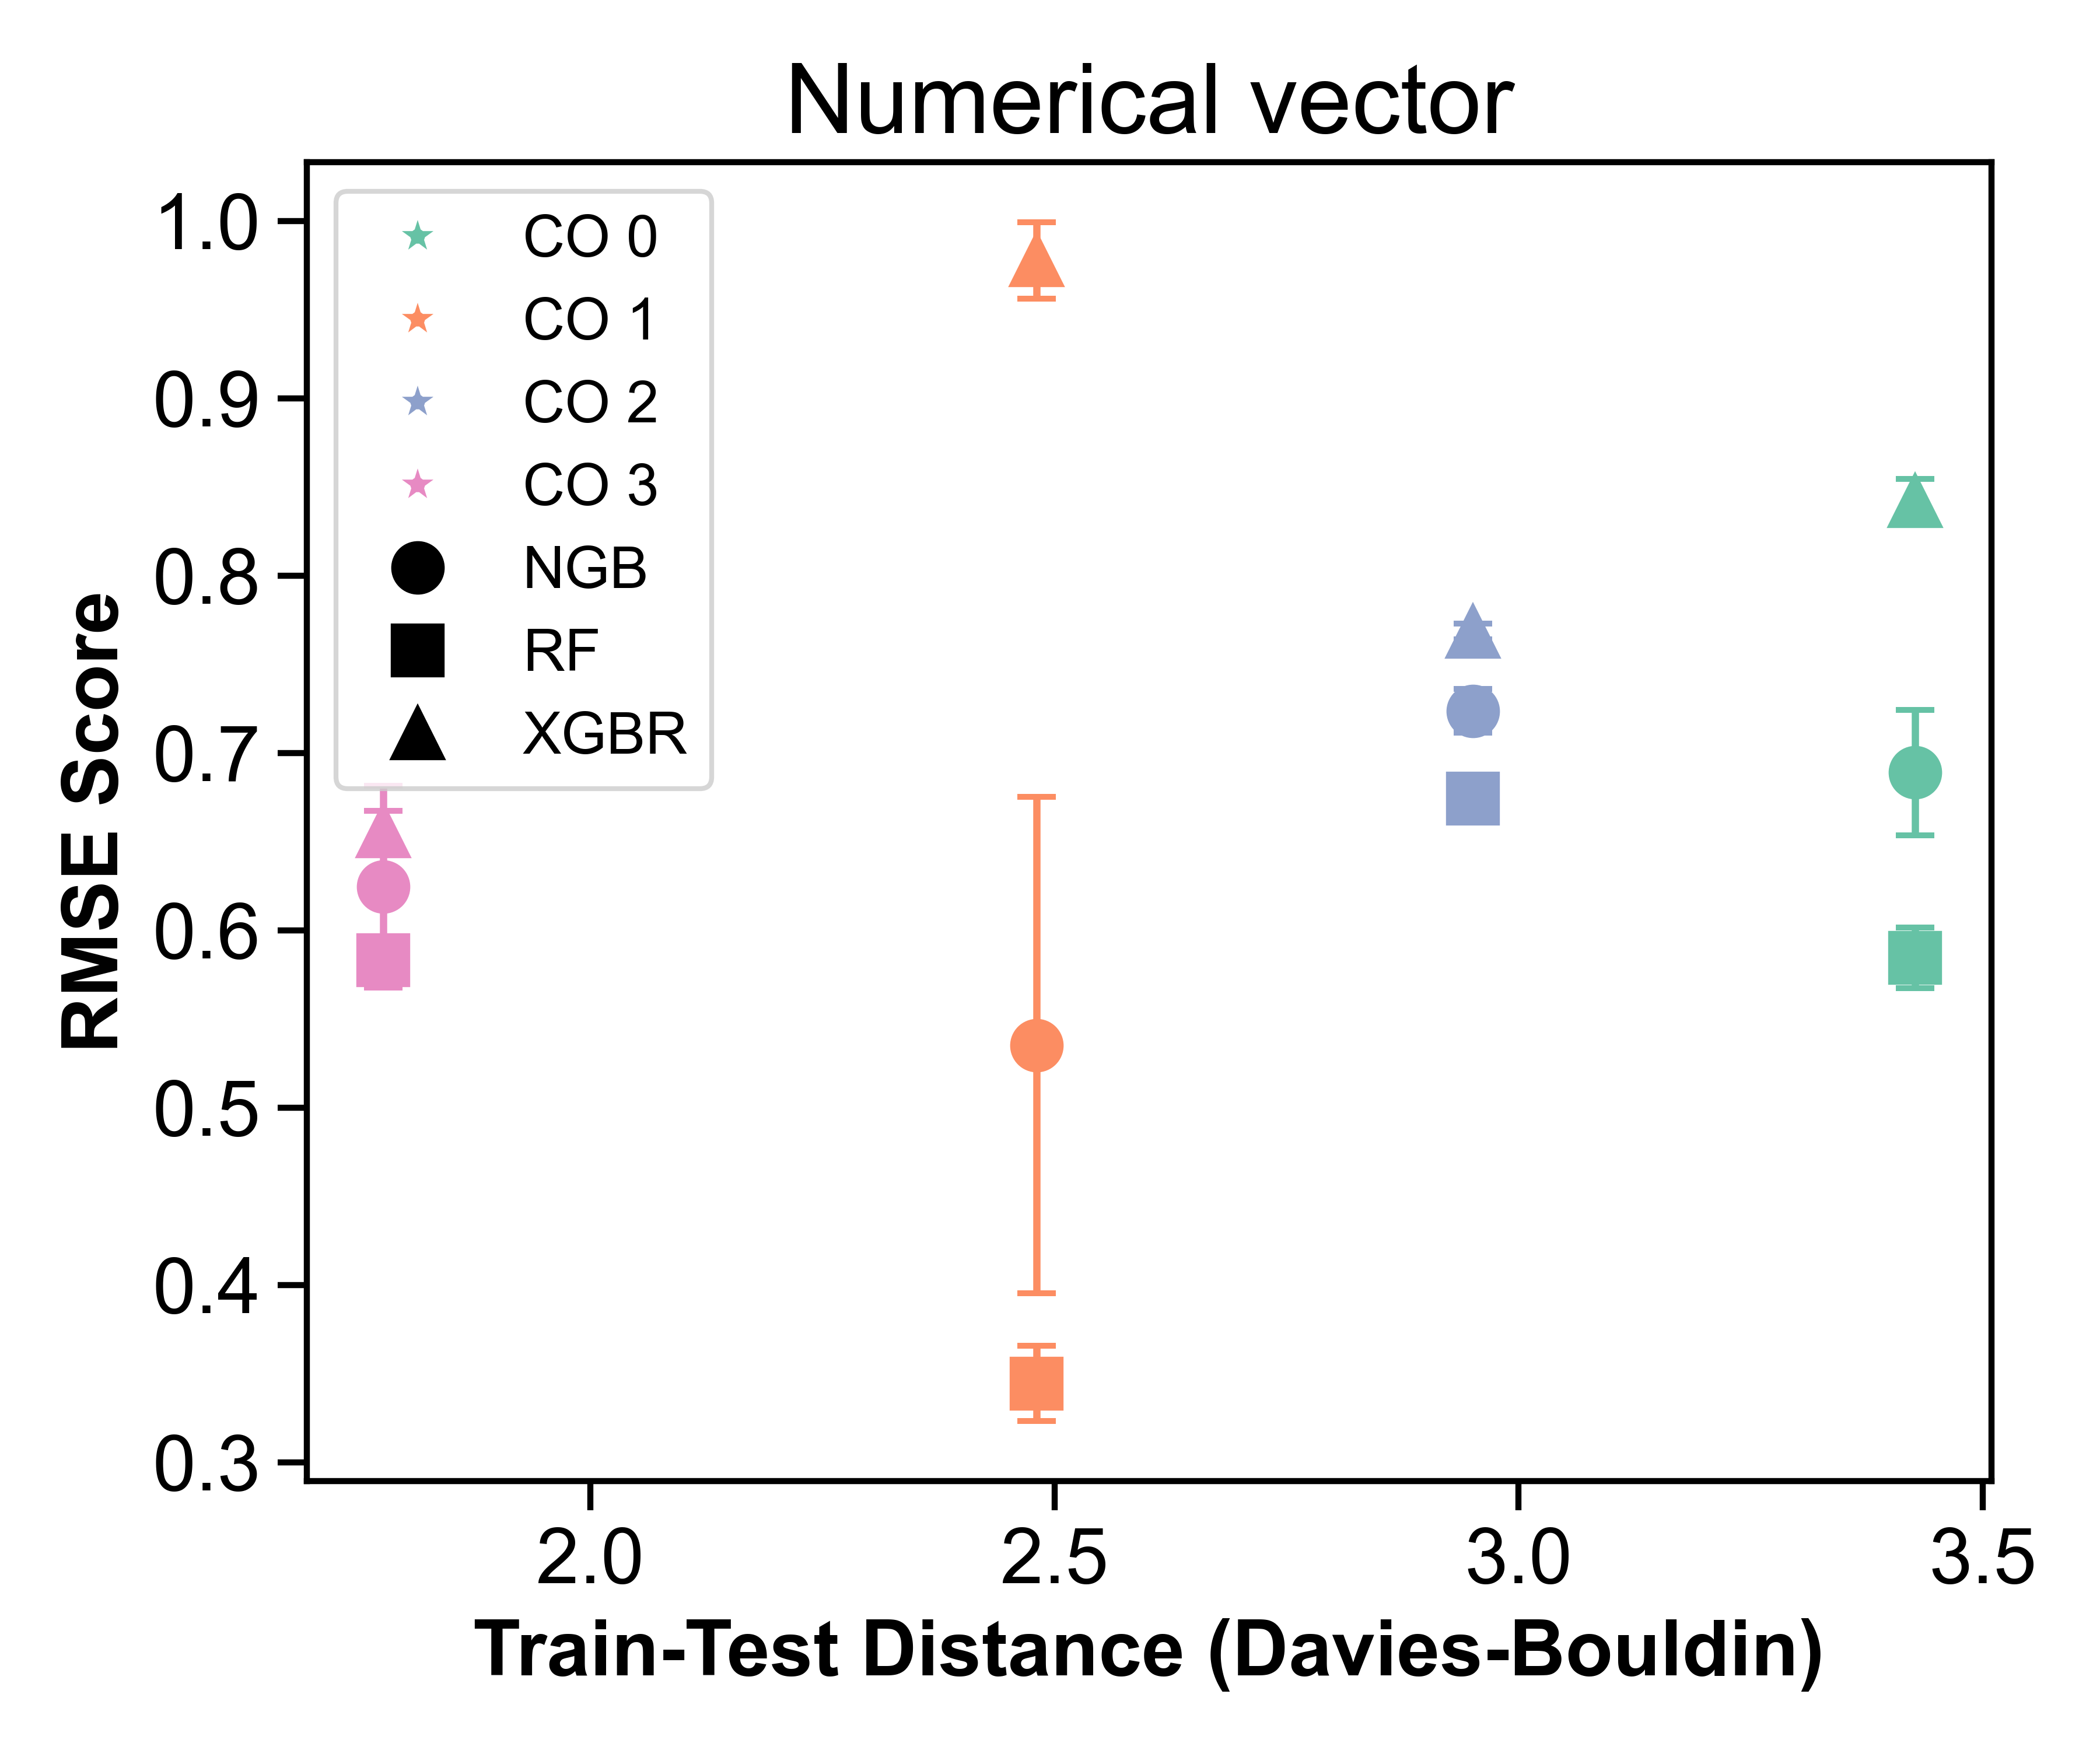 Numerical vector
1.0
0.9
0.8
0.7
0.6
0.5
0.4
0.3
RMSE Score
CO 0
CO 1
CO 2
CO 3
NGB
RF
XGBR
2.0 2.5 3.0 3.5
Train-Test Distance (Davies-Bouldin)